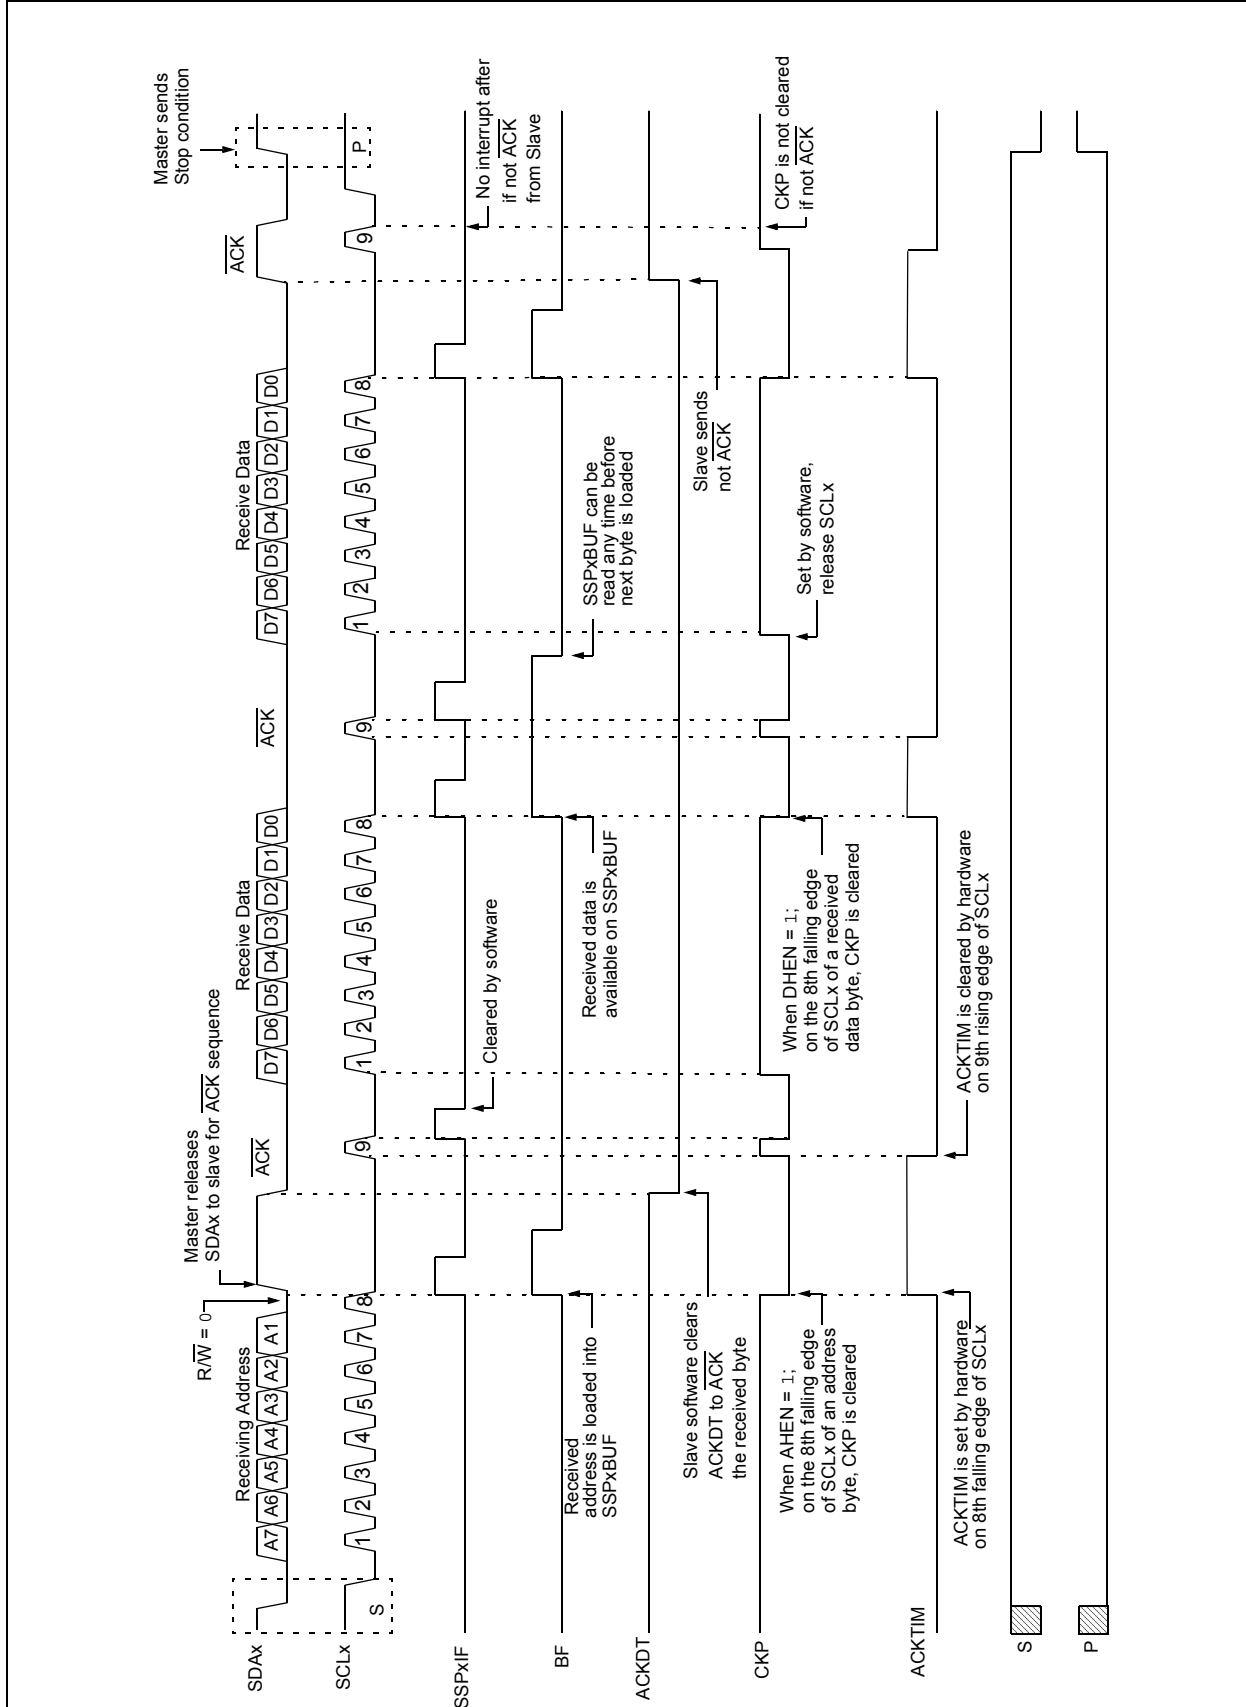 Master sends
Stop condition
Master releases
SDAx to slave for ACK sequence
R/W = 0
Receiving Address
Receive Data
Receive Data
ACK
ACK
ACK
SDAx
A7 A6 A5 A4 A3 A2 A1
D7 D6 D5 D4 D3 D2 D1 D0
D7 D6 D5 D4 D3 D2 D1 D0
SCLx
S
1 2 3 4 5 6 7 8 9
1 2 3 4 5 6 7 8 9
1 2 3 4 5 6 7 8 9
P
SSPxIF
Cleared by software
No interrupt after
if not ACK
from Slave
BF
Received
address is loaded into
SSPxBUF
Received data is
available on SSPxBUF
SSPxBUF can be
read any time before
next byte is loaded
ACKDT
Slave software clears
ACKDT to ACK
the received byte
Slave sends
not ACK
CKP
When AHEN = 1;
on the 8th falling edge
of SCLx of an address
byte, CKP is cleared
When DHEN = 1;
on the 8th falling edge
of SCLx of a received
data byte, CKP is cleared
Set by software,
release SCLx
CKP is not cleared
if not ACK
ACKTIM
ACKTIM is set by hardware
on 8th falling edge of SCLx
ACKTIM is cleared by hardware
on 9th rising edge of SCLx
S
P